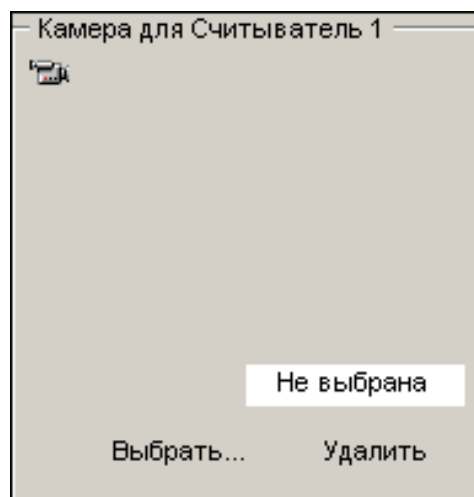 Камера для Считыватель 1
Не выбрана
Выбрать... Удалить